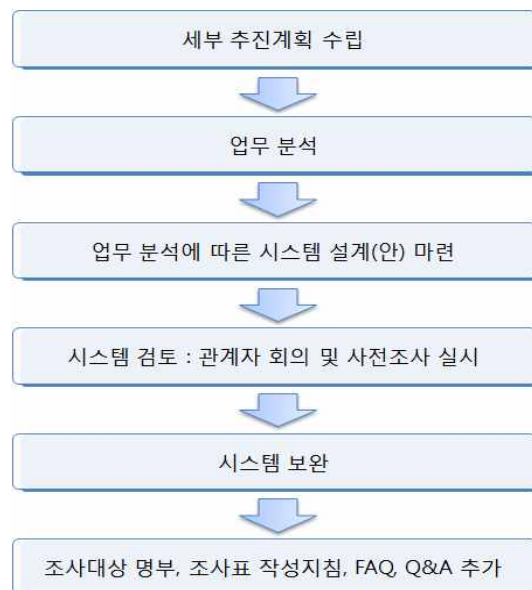 세부 추진계획 수립
업무 분석
업무 분석에 따른 시스템 설계(안) 마련
시스템 검토 : 관계자 회의 및 사전조사 실시
시스템 보완
조사대상 명부, 조사표 작성지침, FAQ, Q&A 추가